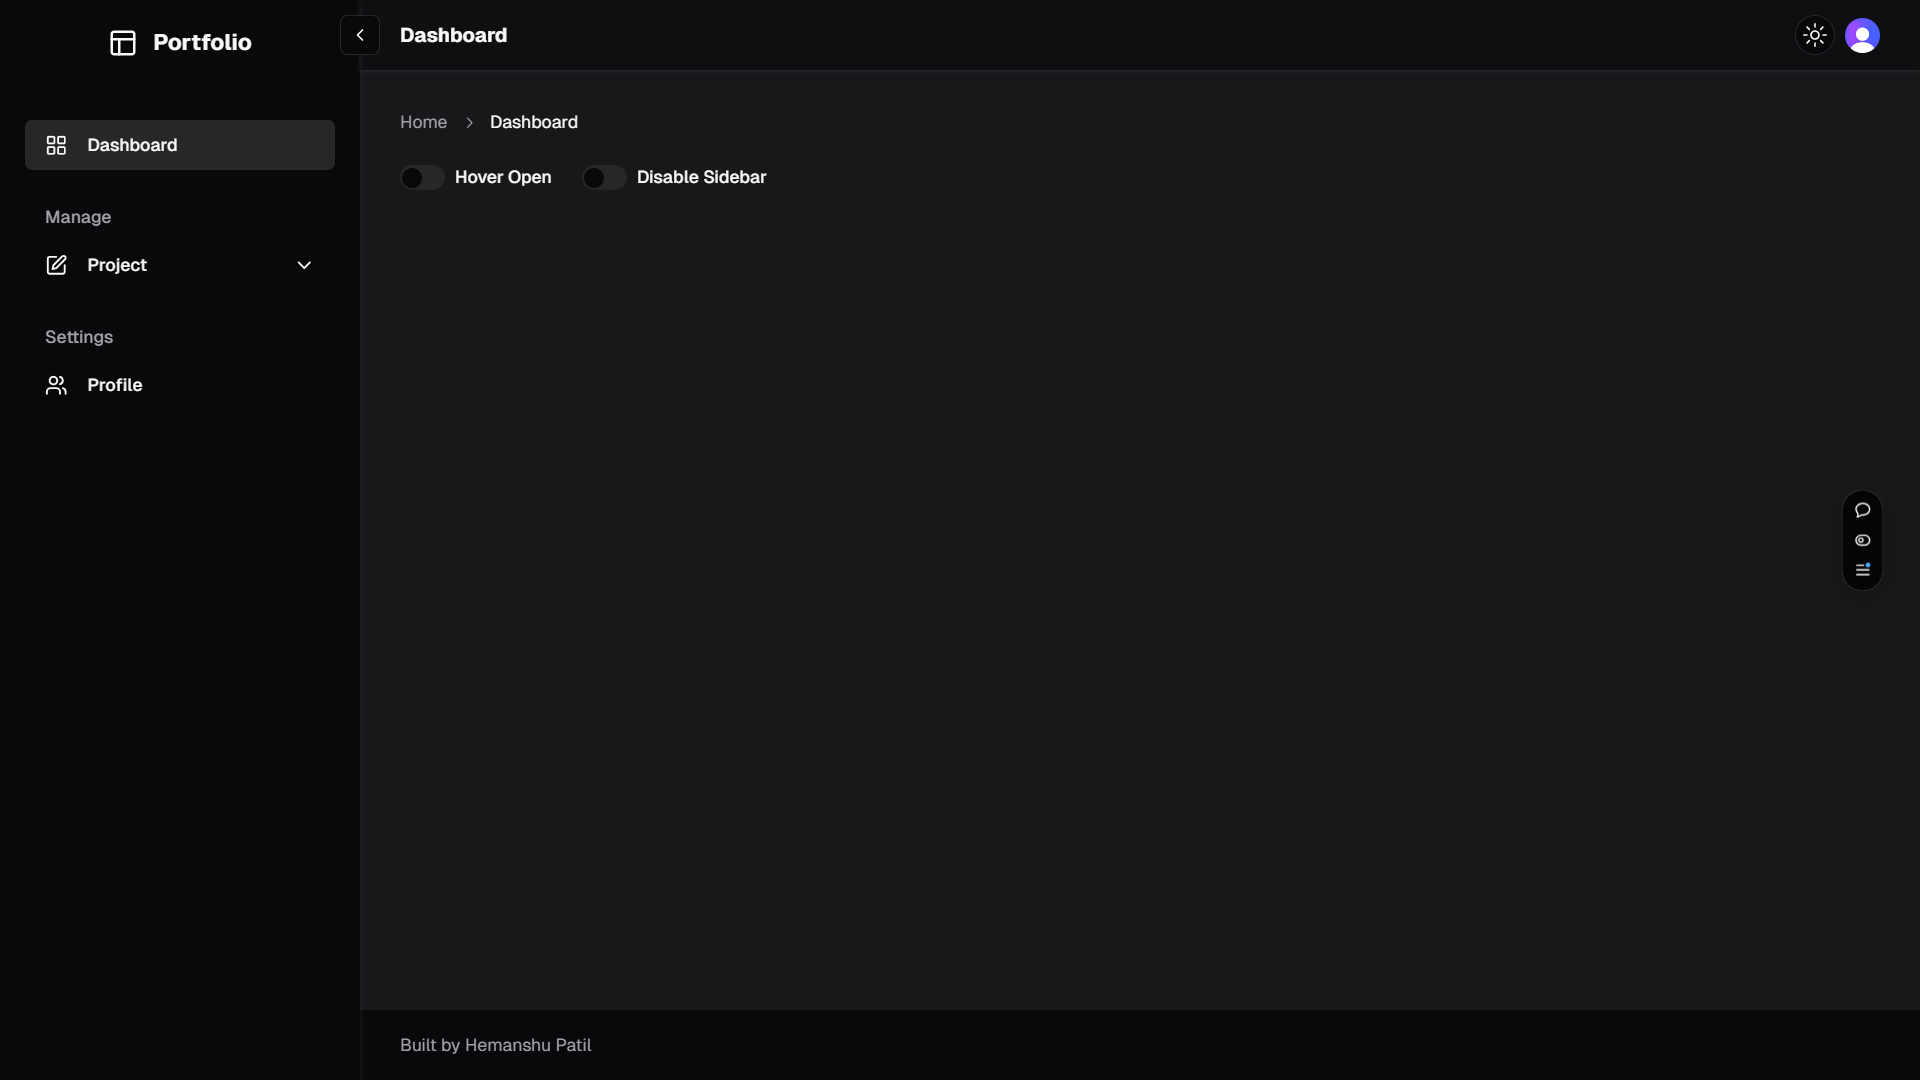 Portfolio
Dashboard
Manage
Project
Settings
Profile
Dashboard
Home
Dashboard
Hover Open
Disable Sidebar
Built by Hemanshu Patil